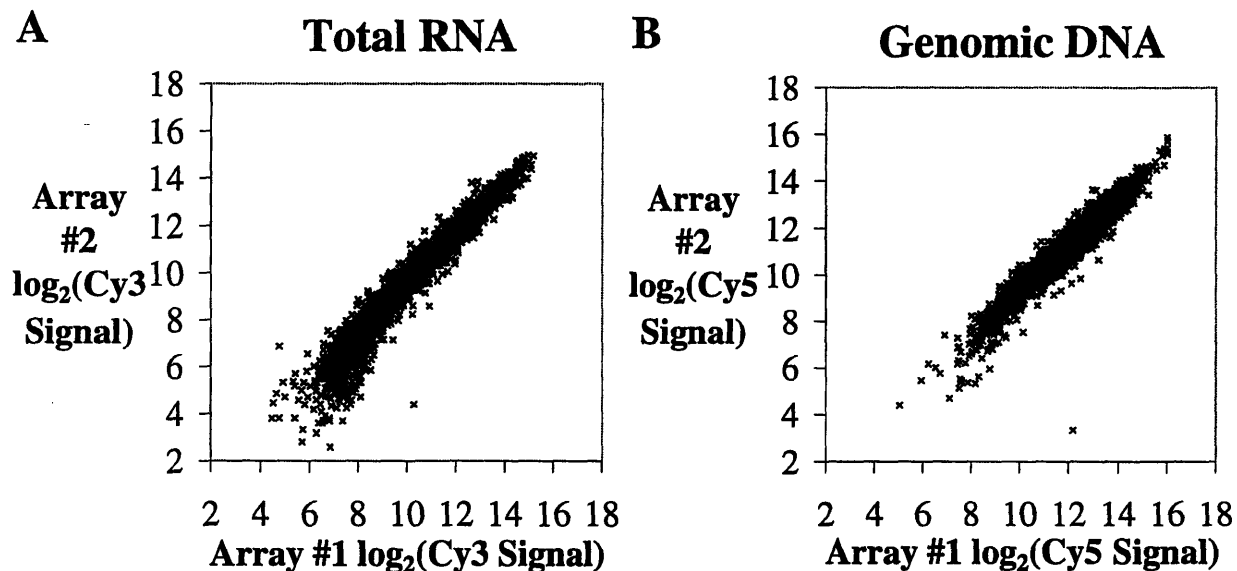 A
Total RNA
18
16
14
12
10
8
6
4
2
Array
#2
log₂(Cy3
Signal)
2 4 6 8 10 12 14 16 18
Array #1 log₂(Cy3 Signal)
B
Genomic DNA
18
16
14
12
10
8
6
4
2
Array
#2
log₂(Cy5
Signal)
2 4 6 8 10 12 14 16 18
Array #1 log₂(Cy5 Signal)